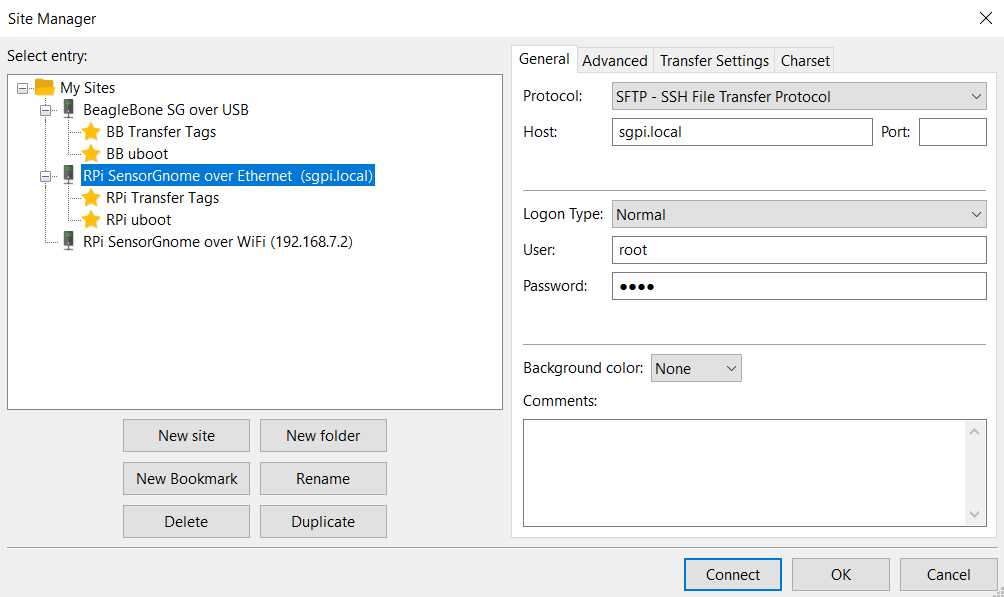 Site Manager
Select entry:
My Sites
BeagleBone SG over USB
BB Transfer Tags
BB uboot
RPi SensorGnome over Ethernet (sgpi.local)
RPi Transfer Tags
RPi uboot
RPi SensorGnome over WiFi (192.168.7.2)
New site New folder
New Bookmark Rename
Delete Duplicate
General Advanced Transfer Settings Charset
Protocol: SFTP - SSH File Transfer Protocol
Host: sgpi.local Port:
Logon Type: Normal
User: root
Password: ●●●●
Background color: None
Comments:
Connect OK Cancel